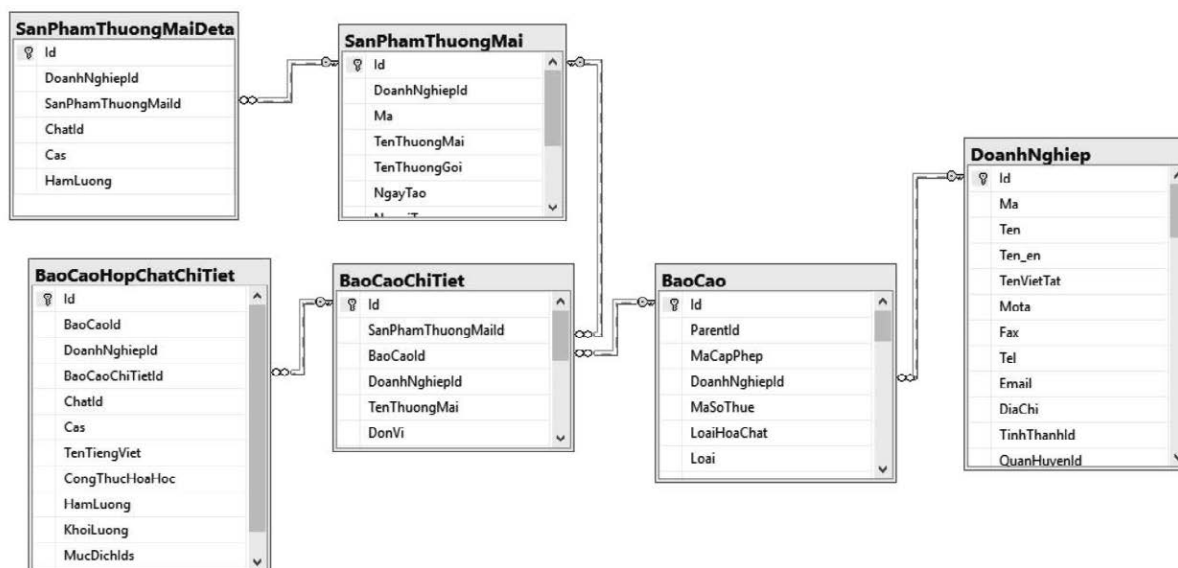 SanPhamThuongMaiDeta
Id
DoanhNghiepId
SanPhamThuongMaiId
ChatId
Cas
HamLuong
SanPhamThuongMai
Id
DoanhNghiepId
Ma
TenThuongMai
TenThuongGoi
NgayTao
DoanhNghiep
Id
Ma
Ten
Ten_en
TenVietTat
Mota
Fax
Tel
Email
DiaChi
TinhThanhId
QuanHuyenId
BaoCaoHopChatChiTiet
Id
BaoCaoId
DoanhNghiepId
BaoCaoChiTietId
ChatId
Cas
TenTiengViet
CongThucHoaHoc
HamLuong
KhoiLuong
MucDichIds
BaoCaoChiTiet
Id
SanPhamThuongMaiId
BaoCaoId
DoanhNghiepId
TenThuongMai
DonVi
BaoCao
Id
ParentId
MaCapPhep
DoanhNghiepId
MaSoThue
LoaiHoaChat
Loai